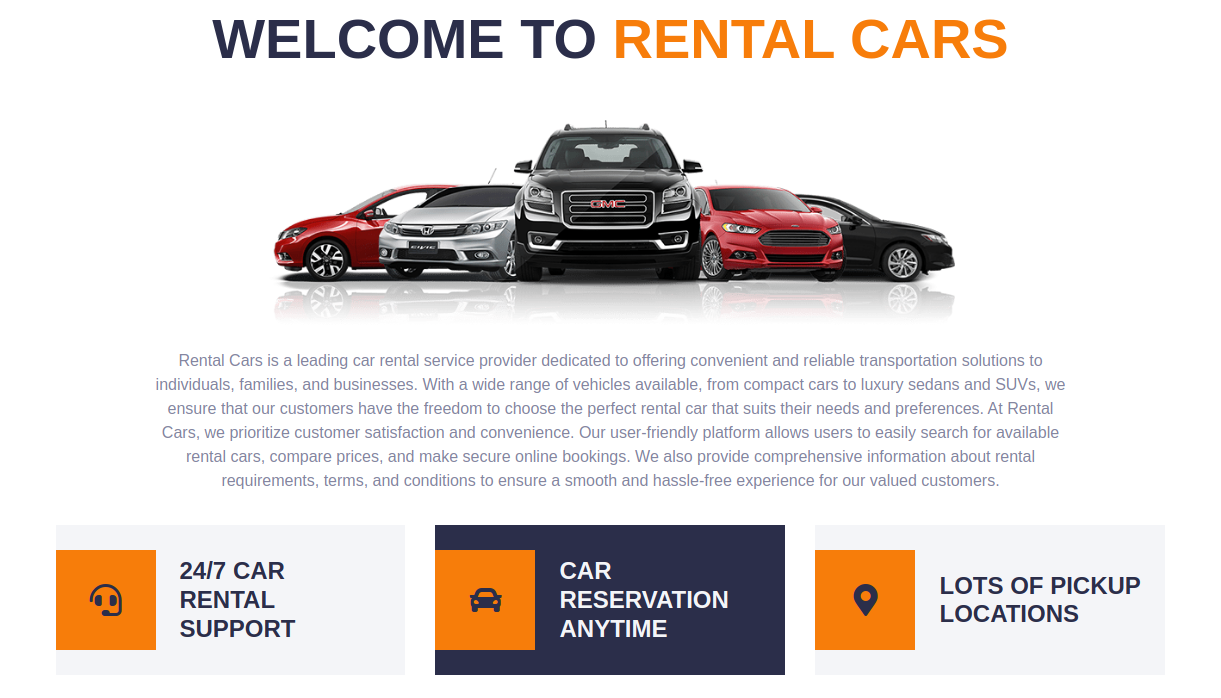 WELCOME TO RENTAL CARS
GMC
CIVIC
Rental Cars is a leading car rental service provider dedicated to offering convenient and reliable transportation solutions to
individuals, families, and businesses. With a wide range of vehicles available, from compact cars to luxury sedans and SUVs, we
ensure that our customers have the freedom to choose the perfect rental car that suits their needs and preferences. At Rental
Cars, we prioritize customer satisfaction and convenience. Our user-friendly platform allows users to easily search for available
rental cars, compare prices, and make secure online bookings. We also provide comprehensive information about rental
requirements, terms, and conditions to ensure a smooth and hassle-free experience for our valued customers.
24/7 CAR
RENTAL
SUPPORT
CAR
RESERVATION
ANYTIME
LOTS OF PICKUP
LOCATIONS